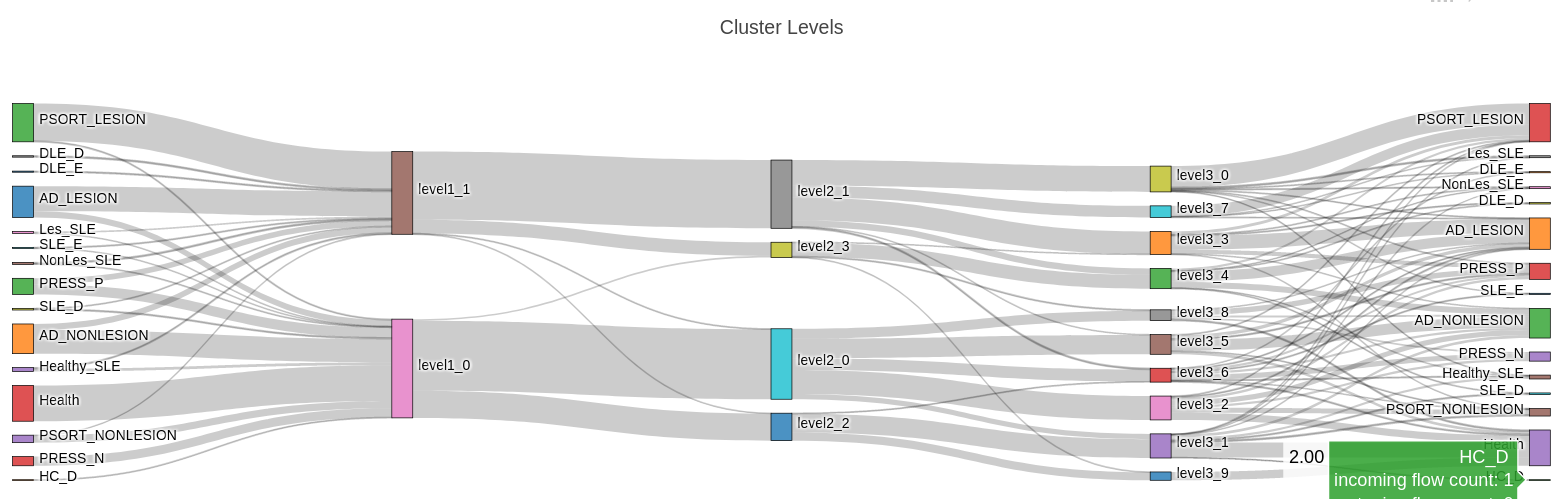 Cluster Levels
PSORT_LESION
DLE_D
DLE_E
AD_LESION
Les_SLE
SLE_E
NonLes_SLE
PRESS_P
SLE_D
AD_NONLESION
Healthy_SLE
Health
PSORT_NONLESION
PRESS_N
HC_D
level1_1
level1_0
level2_1
level2_3
level2_0
level2_2
level3_0
level3_7
level3_3
level3_4
level3_8
level3_5
level3_6
level3_2
level3_1
level3_9
PSORT_LESION
Les_SLE
DLE_E
NonLes_SLE
DLE_D
AD_LESION
PRESS_P
SLE_E
AD_NONLESION
PRESS_N
Healthy_SLE
SLE_D
PSORT_NONLESION
Health
HC_D
2.00
HC_D
incoming flow count: 1